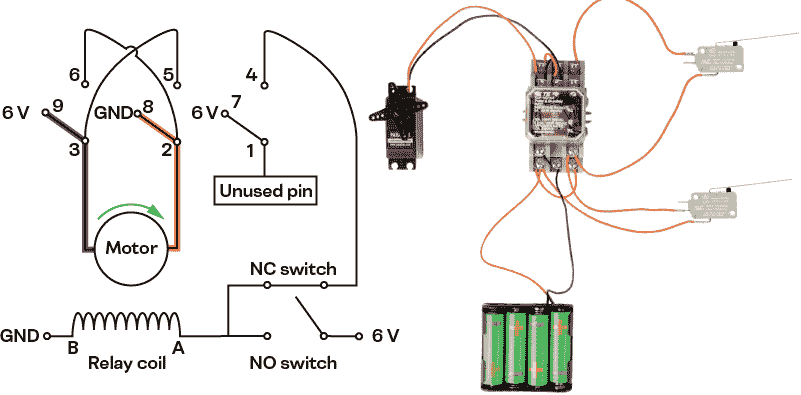 6
5
4
6 V
9
GND
8
6 V
7
3
2
1
Unused pin
Motor
NC switch
GND
B
A
6 V
Relay coil
NO switch